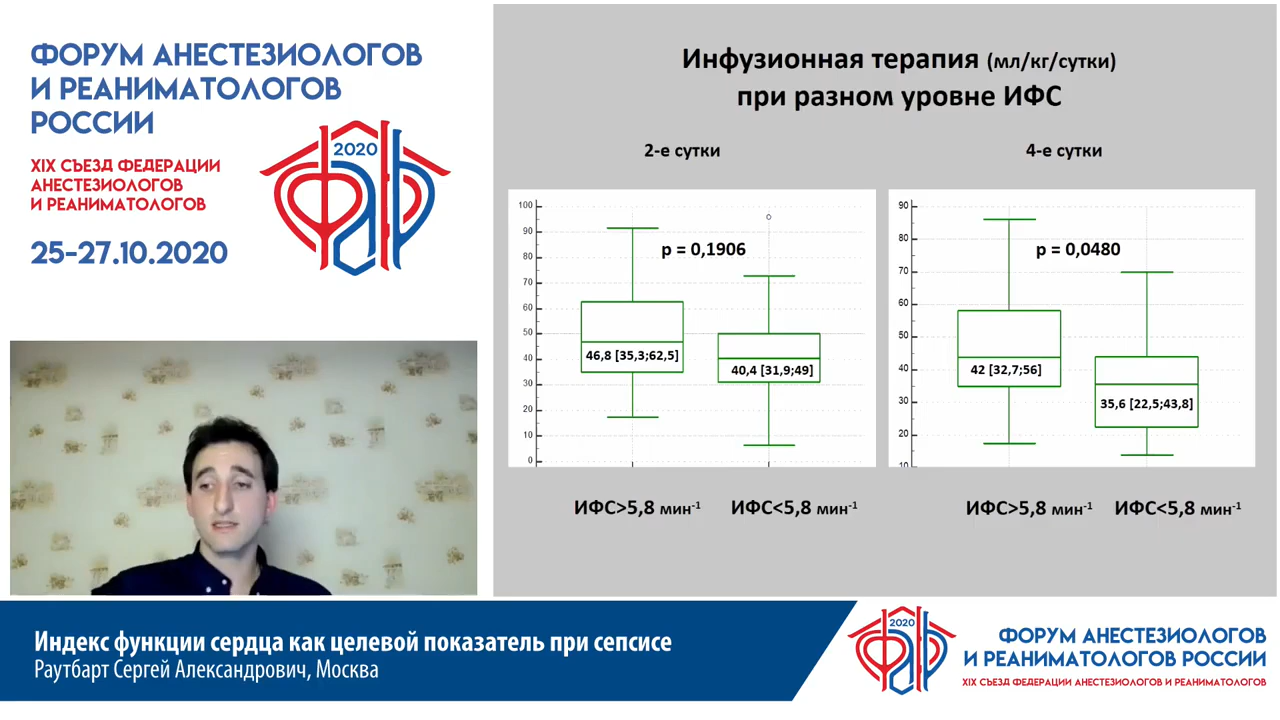 ФОРУМ АНЕСТЕЗИОЛОГОВ
И РЕАНИМАТОЛОГОВ
РОССИИ
XIX СЪЕЗД ФЕДЕРАЦИИ
АНЕСТЕЗИОЛОГОВ
И РЕАНИМАТОЛОГОВ
25-27.10.2020
2020
ФАР
Инфузионная терапия (мл/кг/сутки)
при разном уровне ИФС
2-е сутки
4-е сутки
100
90
80
70
60
50
40
30
20
10
0
p = 0,1906
46,8 [35,3;62,5]
40,4 [31,9;49]
90
80
70
60
50
40
30
20
10
p = 0,0480
42 [32,7;56]
35,6 [22,5;43,8]
ИФС>5,8 мин-1
ИФС<5,8 мин-1
ИФС>5,8 мин-1
ИФС<5,8 мин-1
Индекс функции сердца как целевой показатель при сепсисе
Раутбарт Сергей Александрович, Москва
2020
ФАР
ФОРУМ АНЕСТЕЗИОЛОГОВ
И РЕАНИМАТОЛОГОВ РОССИИ
XIX СЪЕЗД ФЕДЕРАЦИИ АНЕСТЕЗИОЛОГОВ И РЕАНИМАТОЛОГОВ